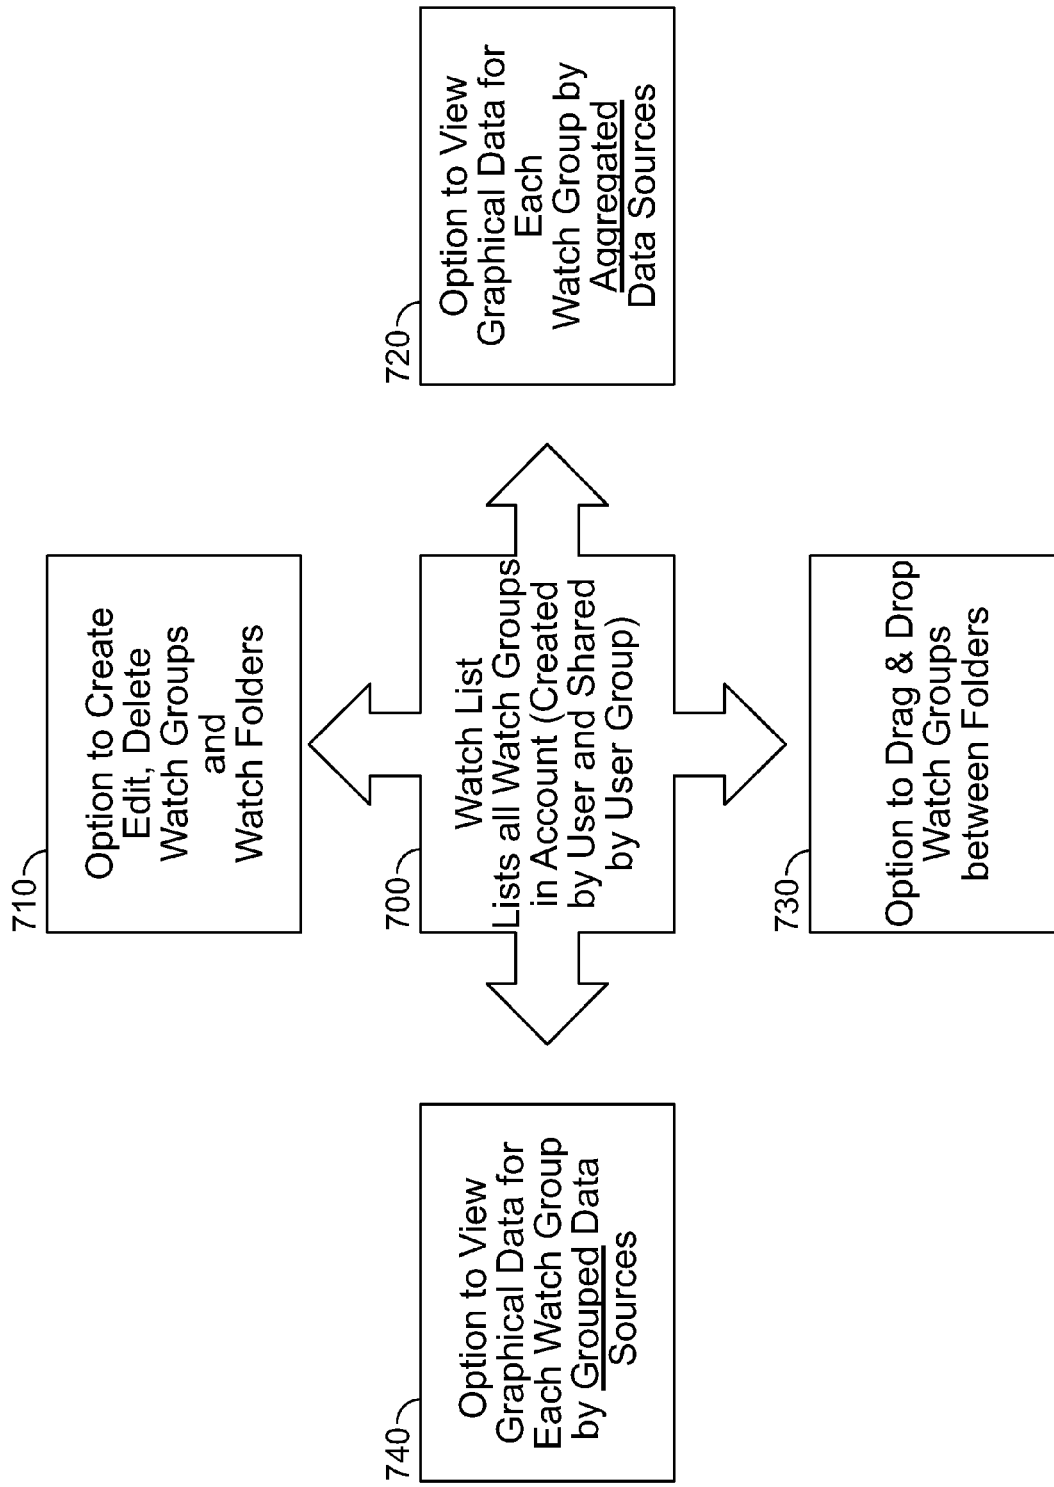 710
Option to Create
Edit, Delete
Watch Groups
and
Watch Folders
740
Option to View
Graphical Data for
Each Watch Group
by Grouped Data
Sources
700
Watch List
Lists all Watch Groups
in Account (Created
by User and Shared
by User Group)
720
Option to View
Graphical Data for
Each
Watch Group by
Aggregated
Data Sources
730
Option to Drag & Drop
Watch Groups
between Folders